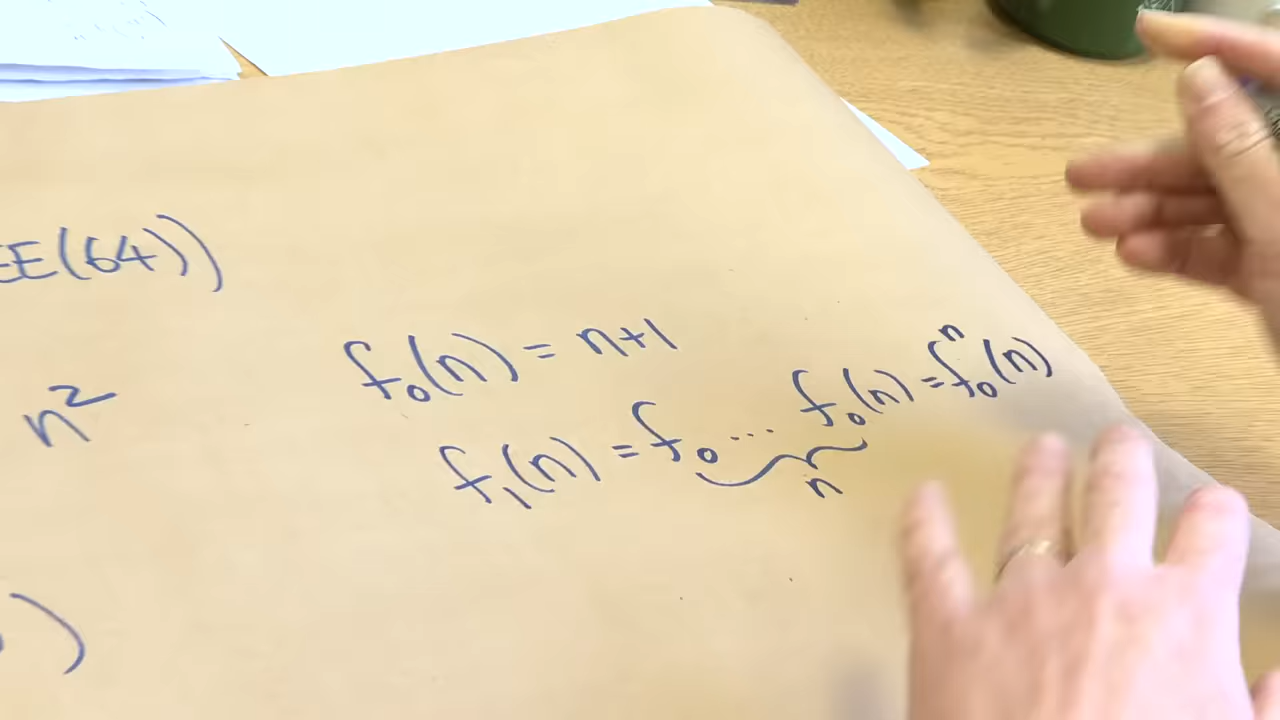 EE(64))
n²
f₀(n) = n+1
f₁(n) = f₀ ... f₀(n) = f₀ⁿ(n)
n
)